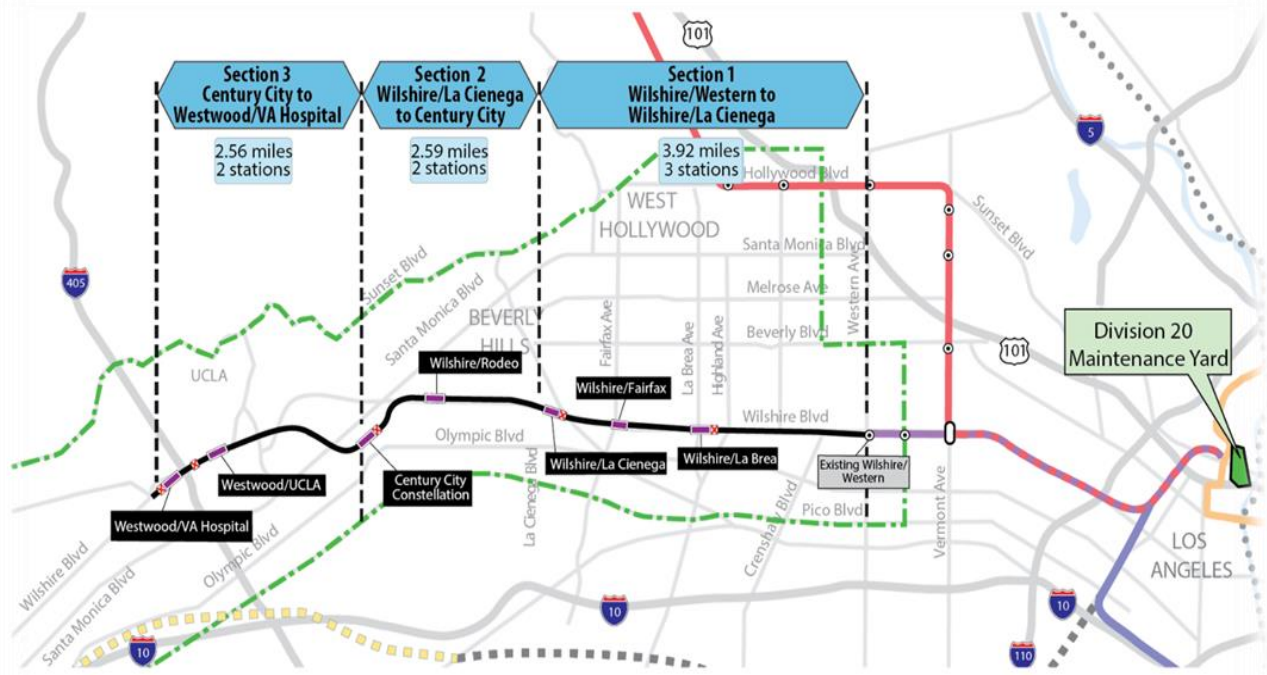 101
Section 3
Century City to
Westwood/VA Hospital
Section 2
Wilshire/La Cienega
to Century City
Section 1
Wilshire/Western to
Wilshire/La Cienega
5
2.56 miles
2 stations
2.59 miles
2 stations
3.92 miles
3 stations
Hollywood Blvd
WEST
HOLLYWOOD
Sunset Blvd
Santa Monica Blvd
Western Ave
405
Sunset Blvd
Melrose Ave
Santa Monica Blvd
BEVERLY
HILLS
Fairfax Ave
La Brea Ave
Highland Ave
Beverly Blvd
101
Division 20
Maintenance Yard
UCLA
Wilshire/Rodeo
Wilshire/Fairfax
Wilshire Blvd
Olympic Blvd
Wilshire/La Cienega
Wilshire/La Brea
Existing Wilshire/
Western
Westwood/UCLA
Century City
Constellation
La Cienega Blvd
Crenshaw Blvd
Pico Blvd
Vermont Ave
Westwood/VA Hospital
LOS
ANGELES
Wilshire Blvd
Santa Monica Blvd
Olympic Blvd
10
10
10
110